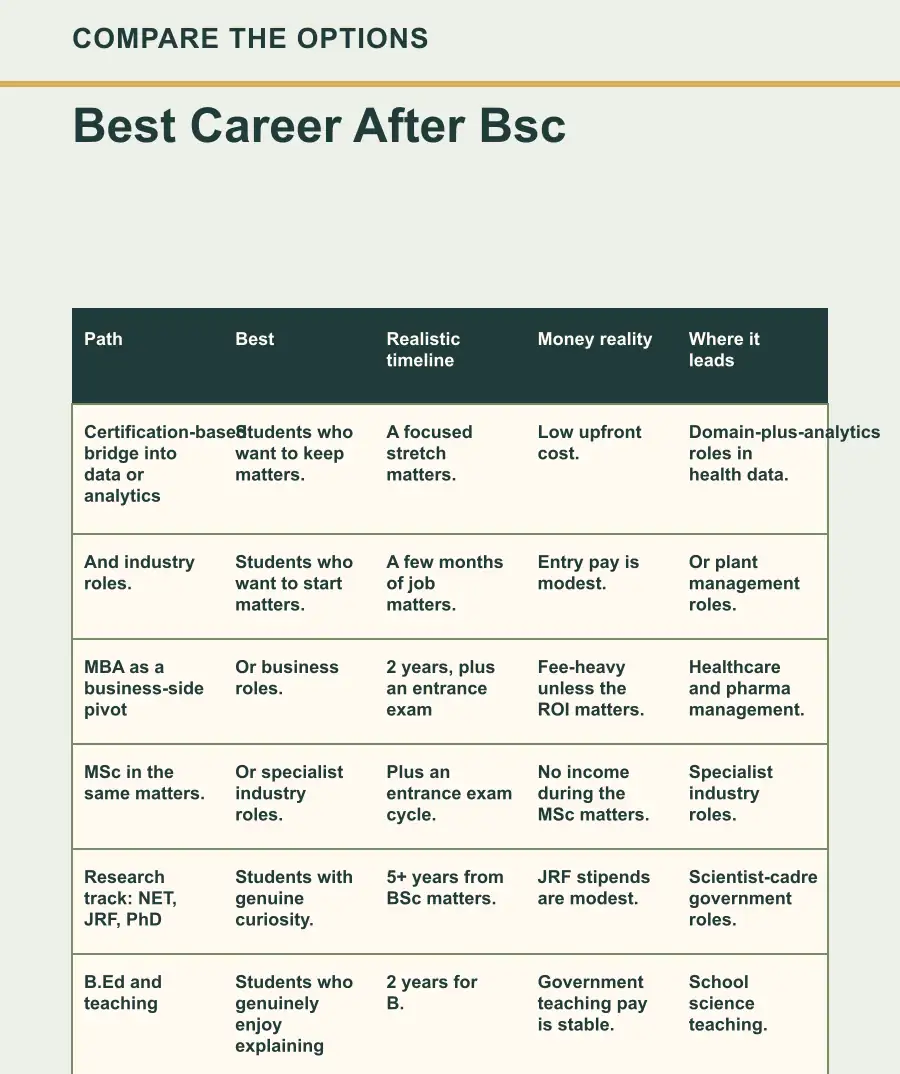 COMPARE THE OPTIONS
Best Career After Bsc
Path
Best
Realistic
timeline
Money reality
Where it
leads
Certification-based
bridge into
data or
analytics
Students who
want to keep
matters.
A focused
stretch
matters.
Low upfront
cost.
Domain-plus-analytics
roles in
health data.
And industry
roles.
Students who
want to start
matters.
A few months
of job
matters.
Entry pay is
modest.
Or plant
management
roles.
MBA as a
business-side
pivot
Or business
roles.
2 years, plus
an entrance
exam
Fee-heavy
unless the
ROI matters.
Healthcare
and pharma
management.
MSc in the
same matters.
Or specialist
industry
roles.
Plus an
entrance exam
cycle.
No income
during the
MSc matters.
Specialist
industry
roles.
Research
track: NET,
JRF, PhD
Students with
genuine
curiosity.
5+ years from
BSc matters.
JRF stipends
are modest.
Scientist-cadre
government
roles.
B.Ed and
teaching
Students who
genuinely
enjoy
explaining
2 years for
B.
Government
teaching pay
is stable.
School
science
teaching.